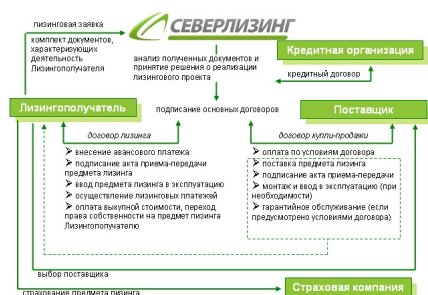 лизинговая заявка
комплект документов,
характеризующих
деятельность
Лизингополучателя
СЕВЕРЛИЗИНГ
анализ полученных документов и
принятие решения о реализации
лизингового проекта
Кредитная организация
кредитный договор
Лизингополучатель
подписание основных договоров
Поставщик
договор лизинга
внесение авансового платежа
подписание акта приема-передачи
предмета лизинга
ввод предмета лизинга в эксплуатацию
осуществление лизинговых платежей
оплата выкупной стоимости, переход
права собственности на предмет лизинга
Лизингополучателю
договор купли-продажи
оплата по условиям договора
поставка предмета лизинга
подписание акта приема-передачи
монтаж и ввод в эксплуатацию (при
необходимости)
гарантийное обслуживание (если
предусмотрено условиями договора)
выбор поставщика
Страховая компания
страхование предмета лизинга